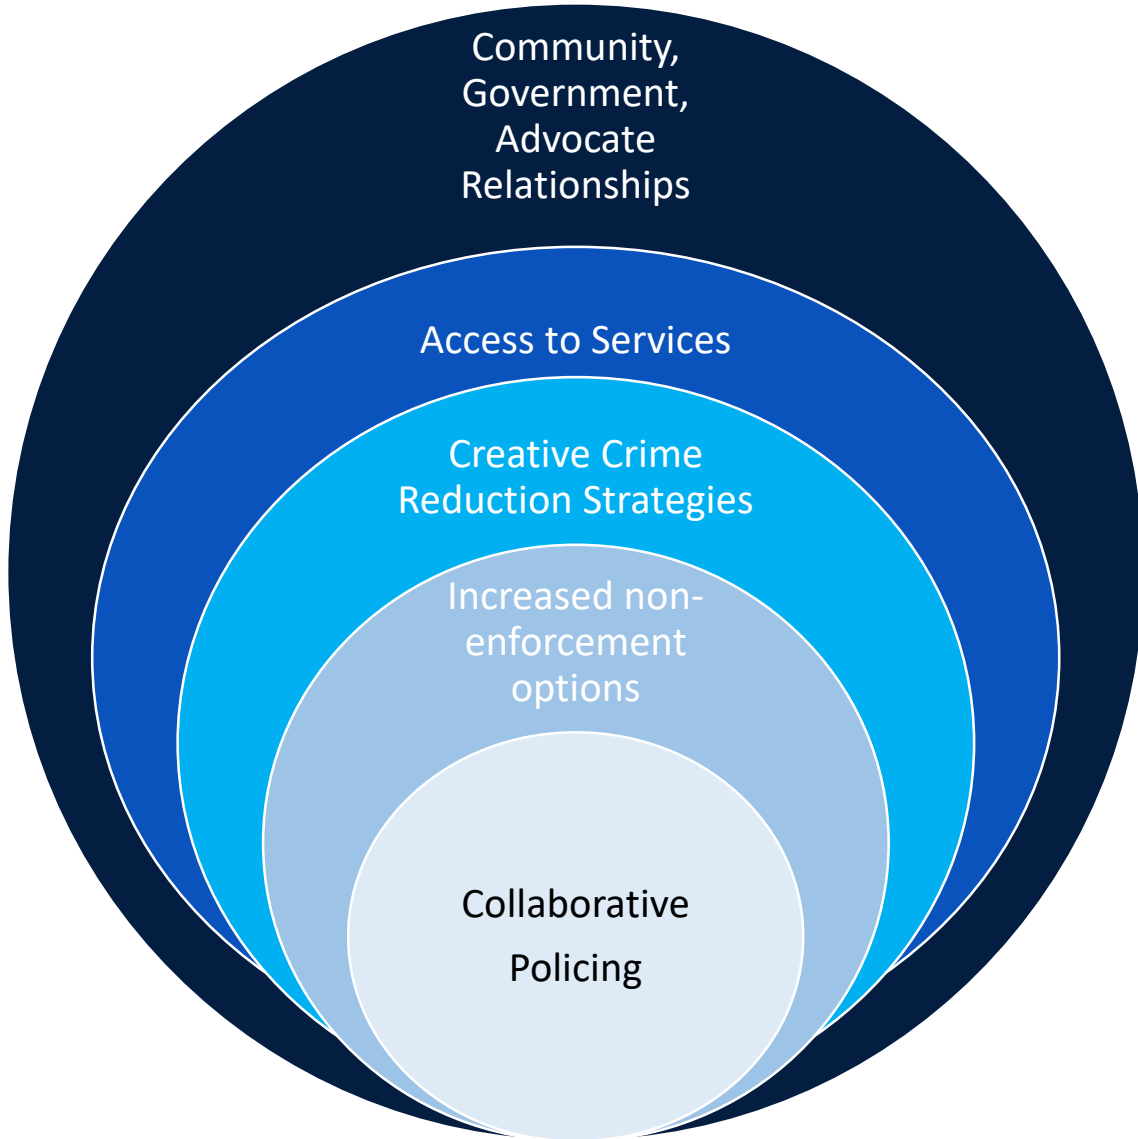 Community,
Government,
Advocate
Relationships
Access to Services
Creative Crime
Reduction Strategies
Increased non-
enforcement
options
Collaborative
Policing